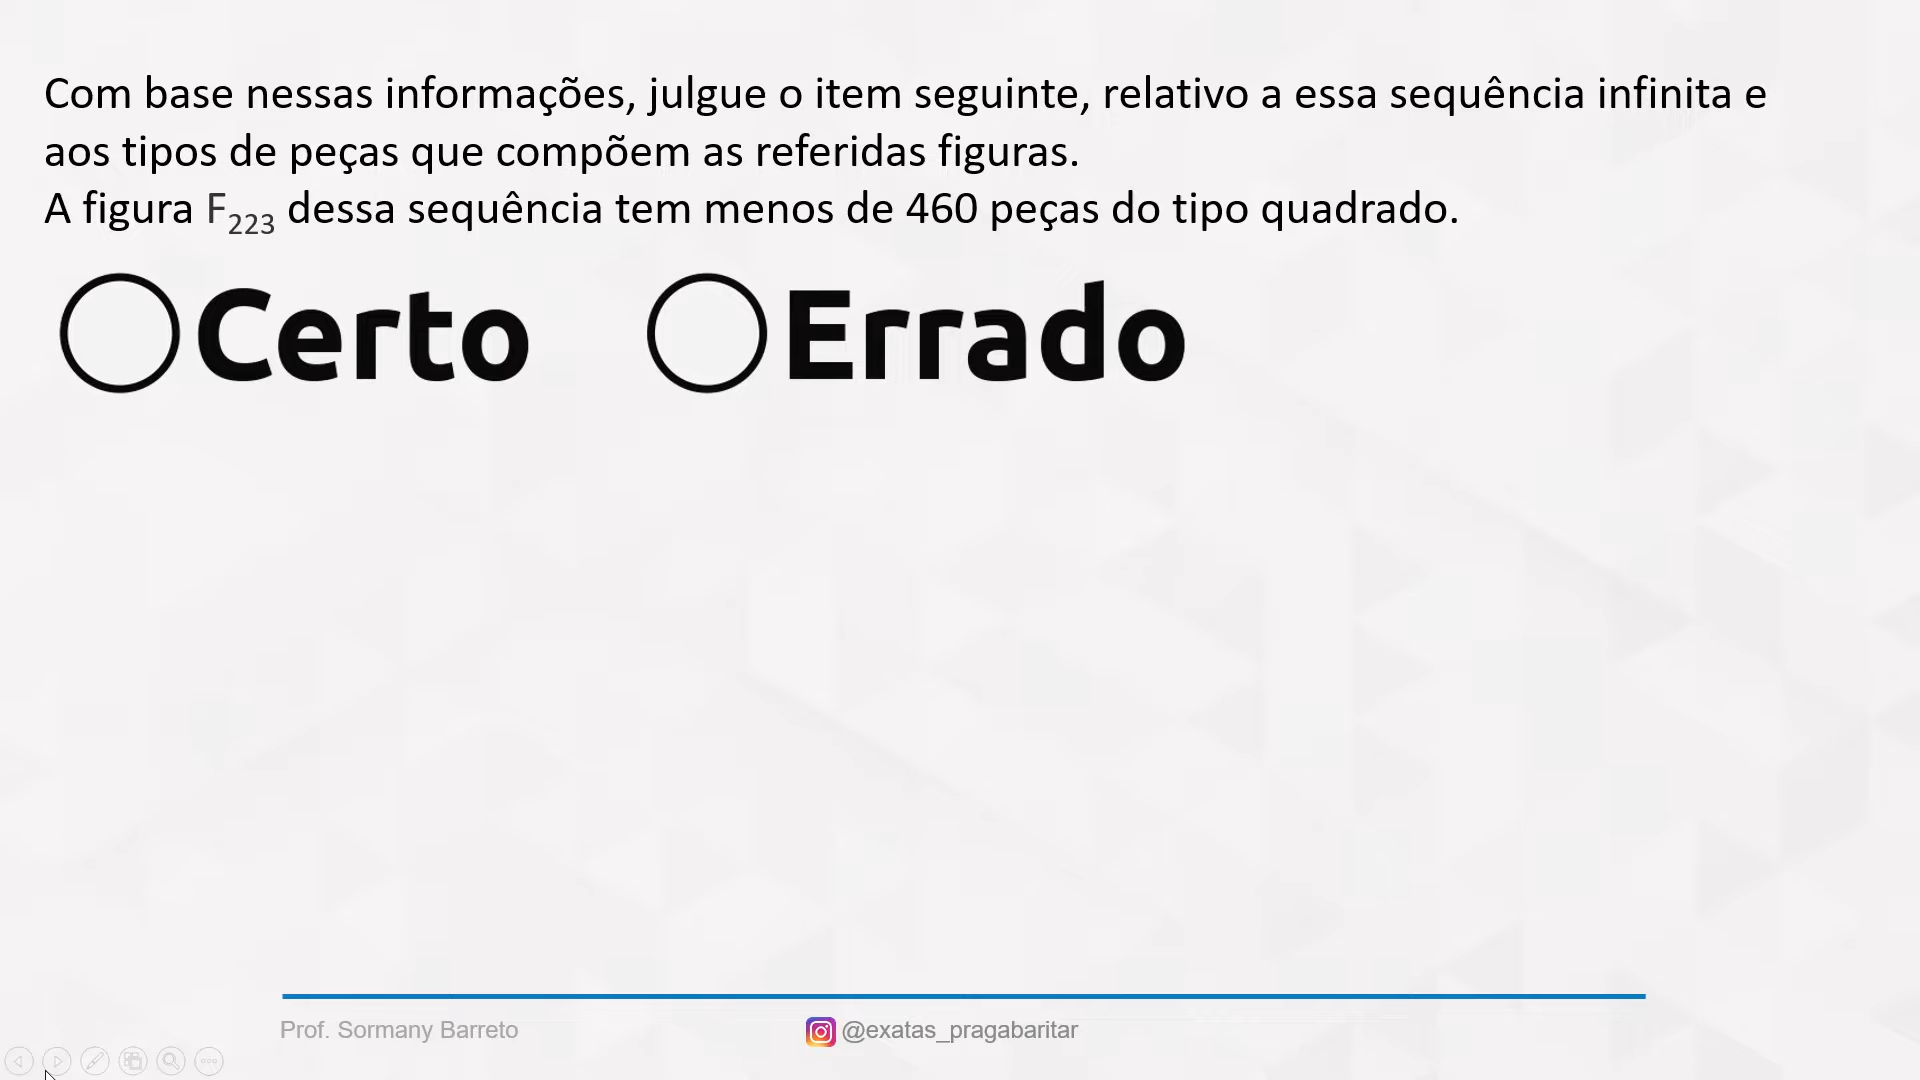 Com base nessas informações, julgue o item seguinte, relativo a essa sequência infinita e
aos tipos de peças que compõem as referidas figuras.
A figura F₂₂₃ dessa sequência tem menos de 460 peças do tipo quadrado.
Certo Errado
Prof. Sormany Barreto @exatas_pragabaritar